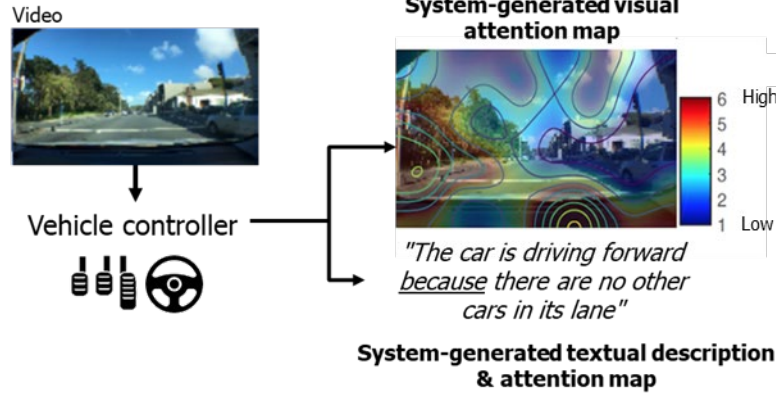 Video
System-generated visual
attention map
6 High
5
4
3
2
1 Low
Vehicle controller
"The car is driving forward
because there are no other
cars in its lane"
System-generated textual description
& attention map